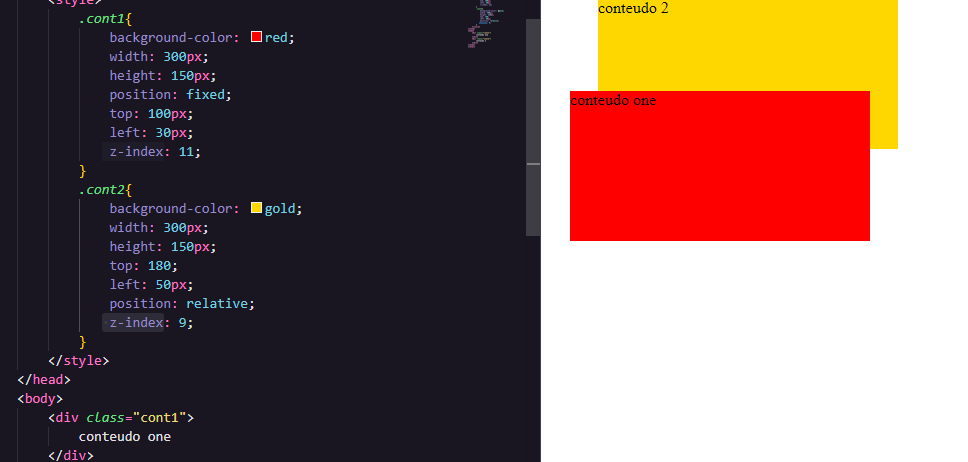 <style>
.cont1{
background-color: red;
width: 300px;
height: 150px;
position: fixed;
top: 100px;
left: 30px;
z-index: 11;
}
.cont2{
background-color: gold;
width: 300px;
height: 150px;
top: 180;
left: 50px;
position: relative;
z-index: 9;
}
</style>
</head>
<body>
<div class="cont1">
conteudo one
</div>
conteudo 2
conteudo one